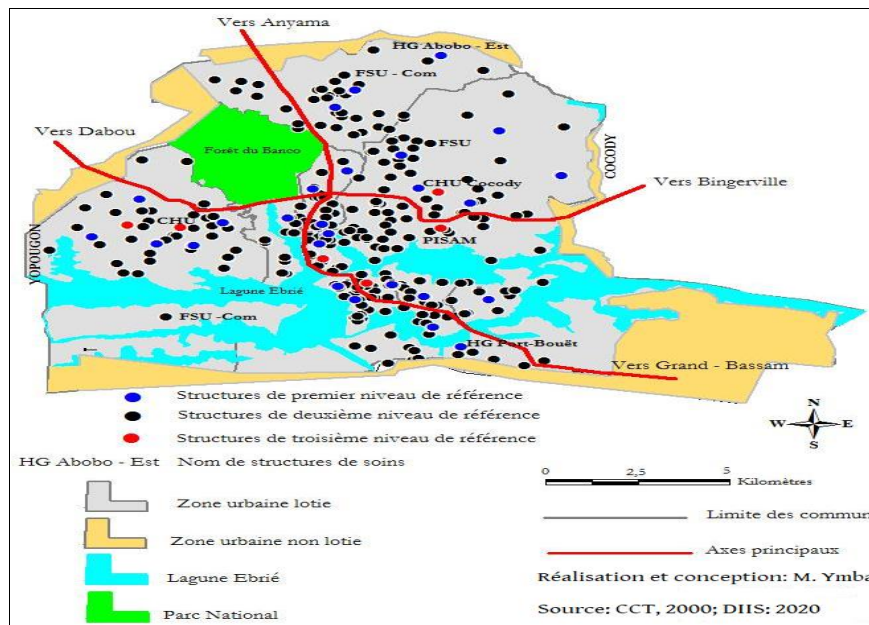 Vers Anyama
HG Abobo - Est
FSU - Com
Vers Dabou
Forêt du Banco
FSU
COCODY
CHU Cocody
Vers Bingerville
CHU
PISAM
YOPOUGON
Lagune Ebrié
FSU -Com
HG Port-Bouët
Vers Grand - Bassam
Structures de premier niveau de référence
Structures de deuxième niveau de référence
Structures de troisième niveau de référence
HG Abobo - Est Nom de structures de soins
Zone urbaine lotie
Zone urbaine non lotie
Lagune Ebrié
Parc National
N
W E
S
0 2,5 5
Kilomètres
Limite des commun
Axes principaux
Réalisation et conception: M. Ymba
Source: CCT, 2000; DIIS: 2020